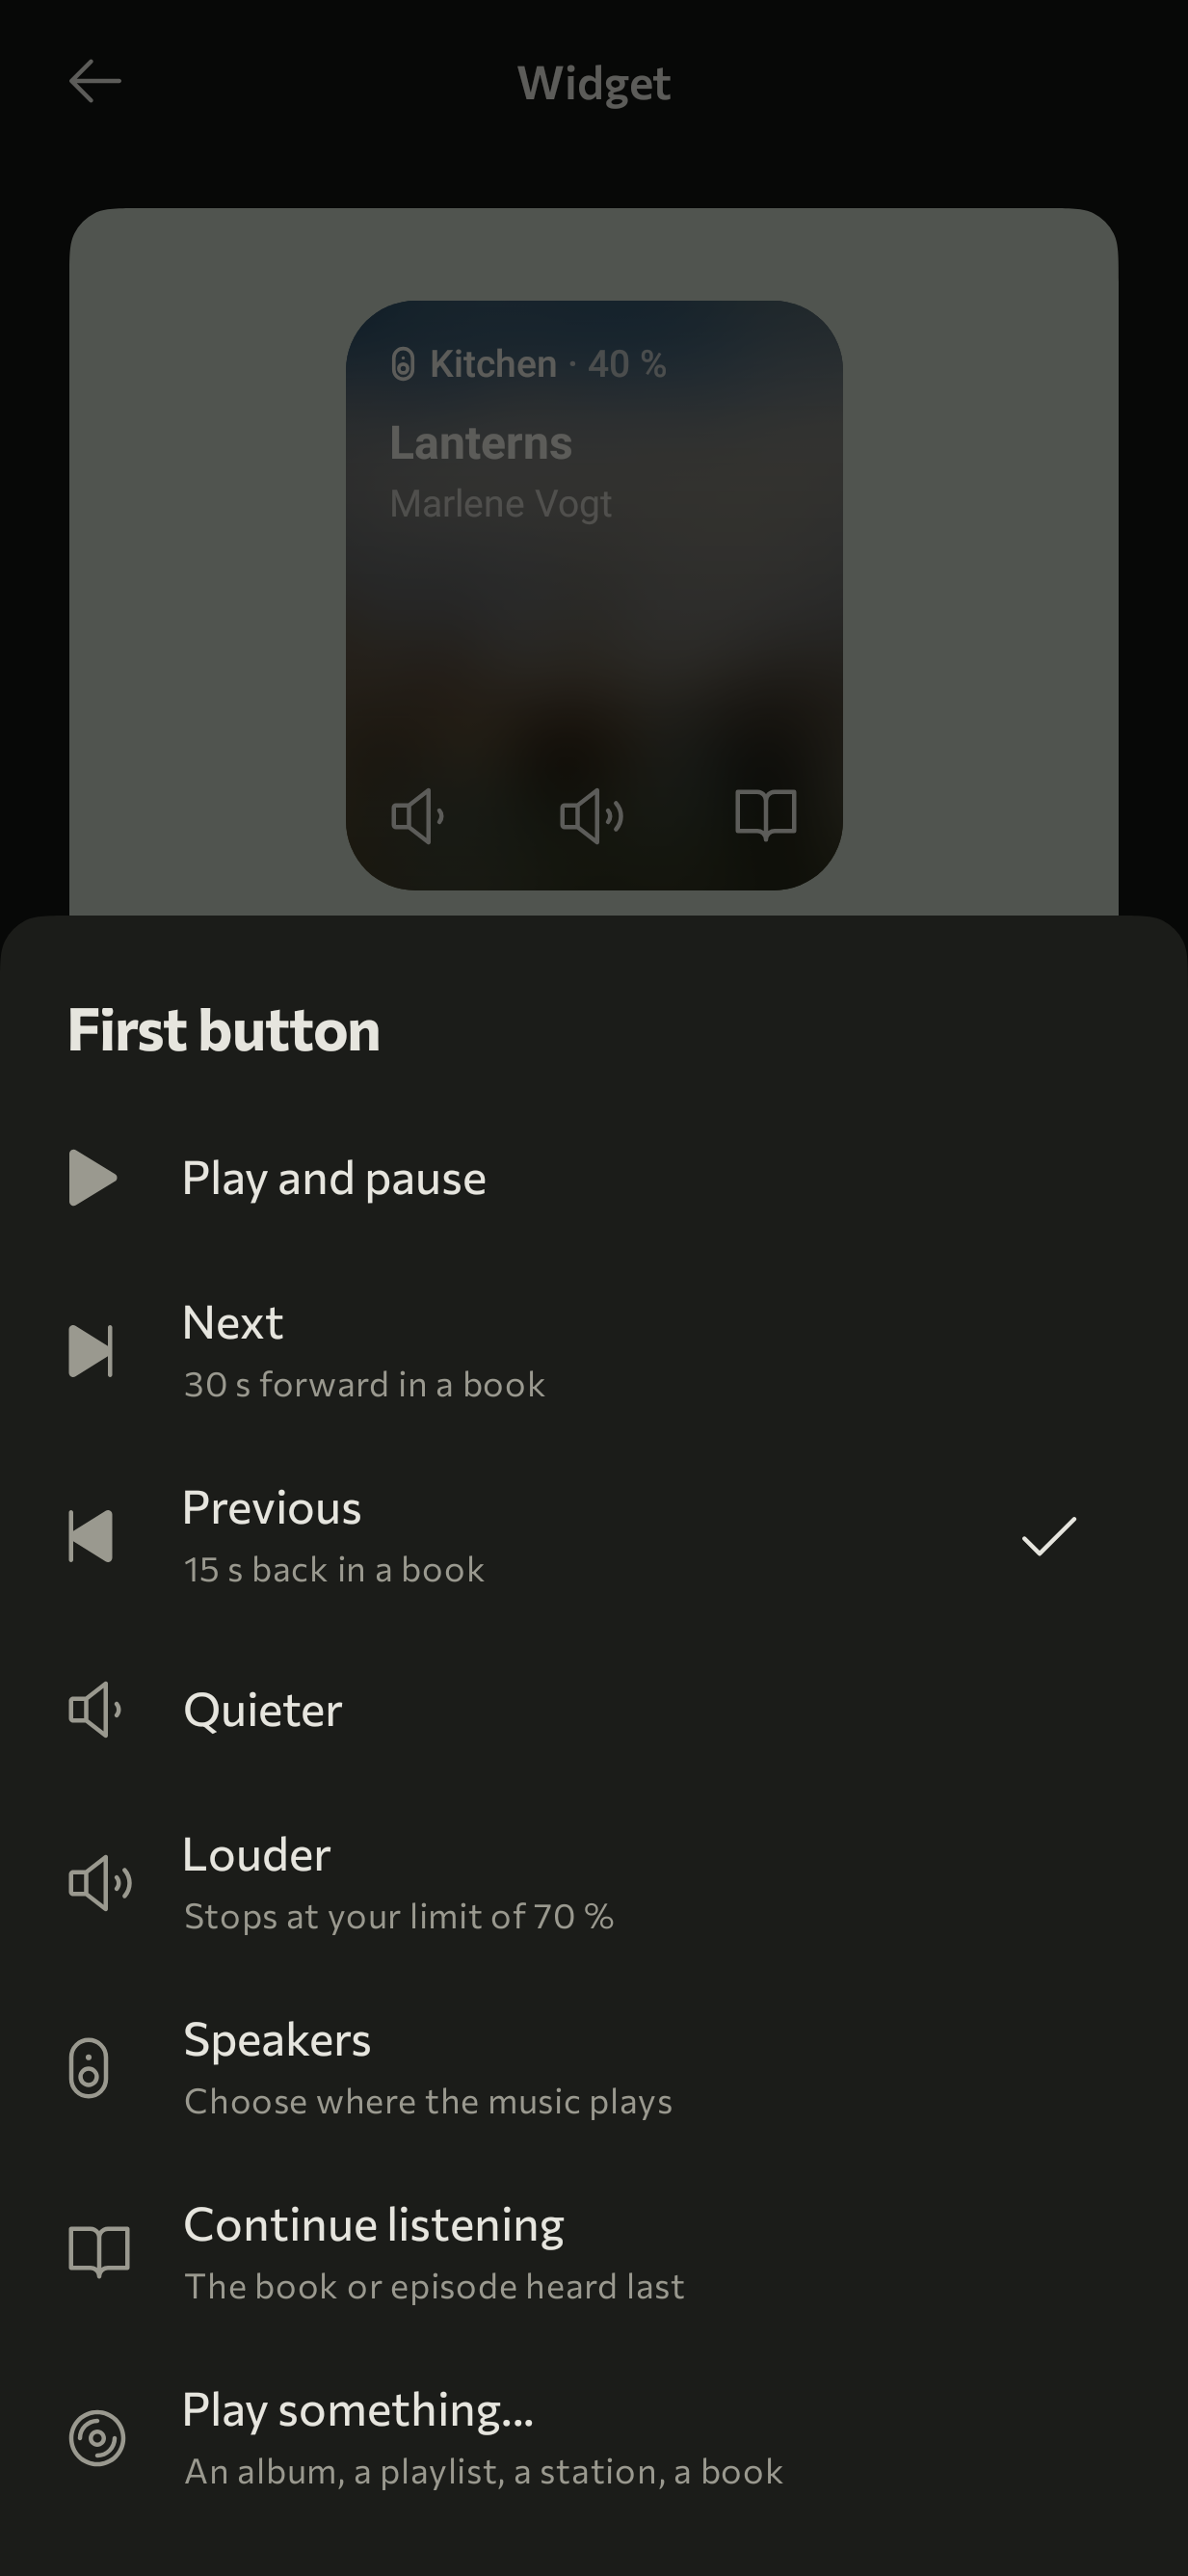 Widget
Kitchen · 40 %
Lanterns
Marlene Vogt
First button
Play and pause
Next
30 s forward in a book
Previous
15 s back in a book
Quieter
Louder
Stops at your limit of 70 %
Speakers
Choose where the music plays
Continue listening
The book or episode heard last
Play something...
An album, a playlist, a station, a book